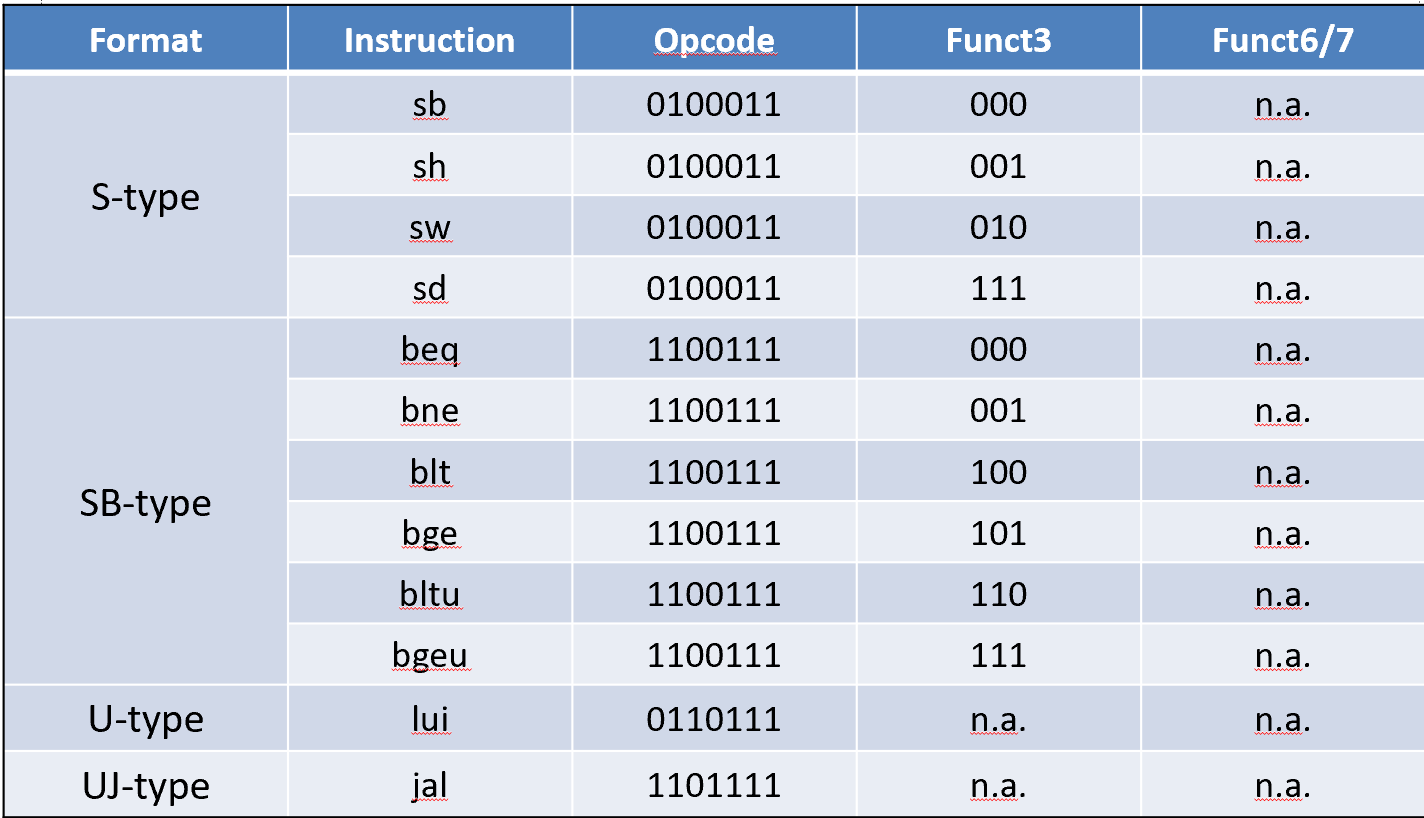 Format Instruction Opcode Funct3 Funct6/7
S-type
sb 0100011 000 n.a.
sh 0100011 001 n.a.
sw 0100011 010 n.a.
sd 0100011 111 n.a.
SB-type
beq 1100111 000 n.a.
bne 1100111 001 n.a.
blt 1100111 100 n.a.
bge 1100111 101 n.a.
bltu 1100111 110 n.a.
bgeu 1100111 111 n.a.
U-type lui 0110111 n.a. n.a.
UJ-type jal 1101111 n.a. n.a.